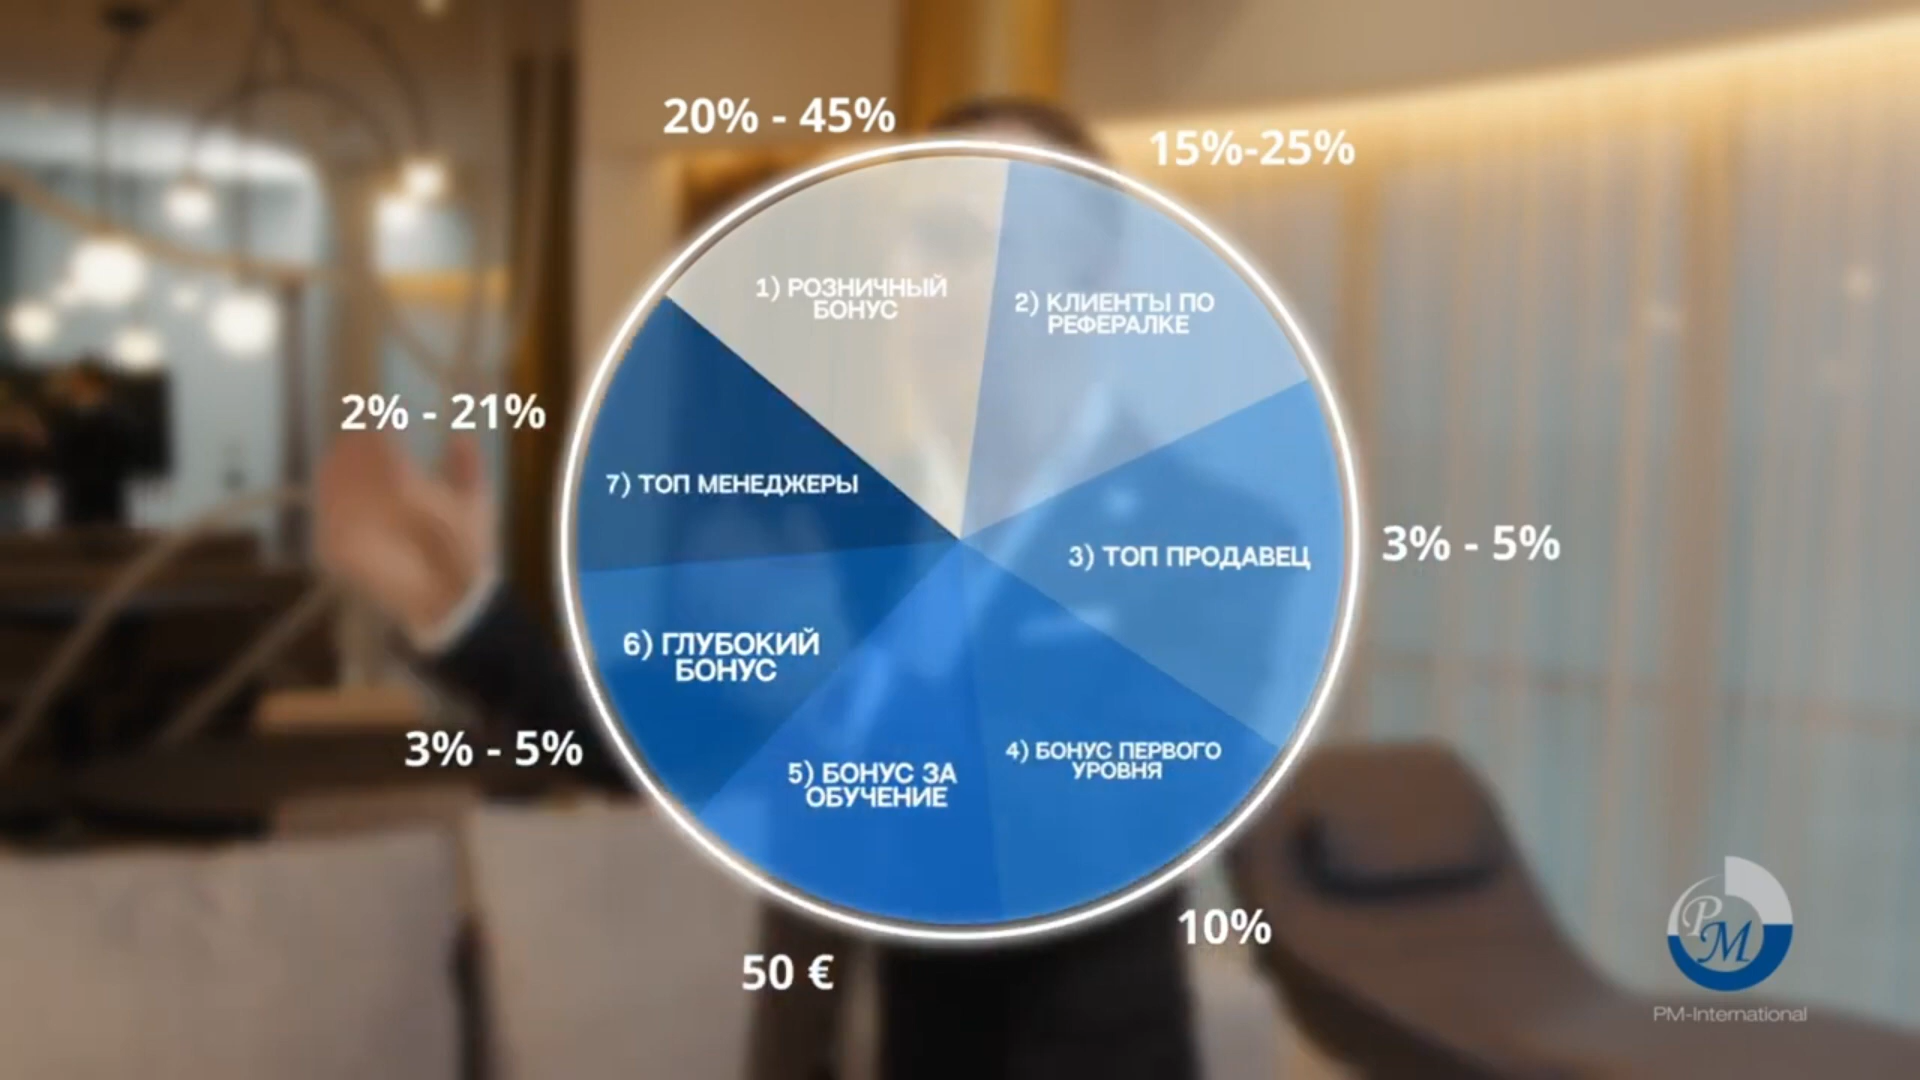 20% - 45%
15%-25%
1) РОЗНИЧНЫЙ
БОНУС
2) КЛИЕНТЫ ПО
РЕФЕРАЛКЕ
2% - 21%
7) ТОП МЕНЕДЖЕРЫ
3) ТОП ПРОДАВЕЦ
3% - 5%
6) ГЛУБОКИЙ
БОНУС
3% - 5%
5) БОНУС ЗА
ОБУЧЕНИЕ
4) БОНУС ПЕРВОГО
УРОВНЯ
10%
50 €
PM
PM-International